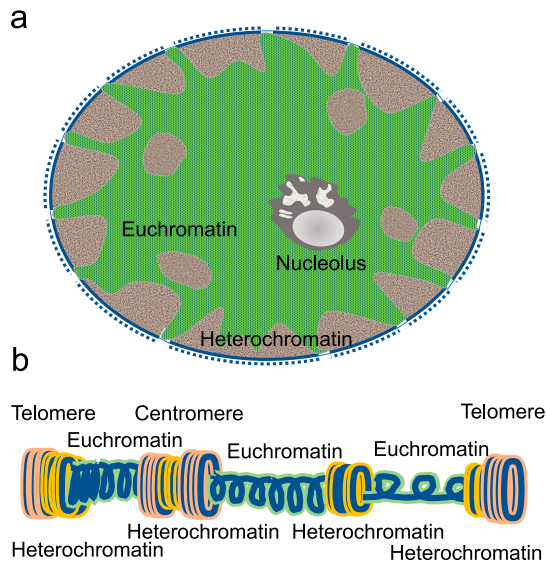 a
Euchromatin
Nucleolus
Heterochromatin
b
Telomere Centromere Telomere
Euchromatin Euchromatin Euchromatin
Heterochromatin Heterochromatin
Heterochromatin Heterochromatin